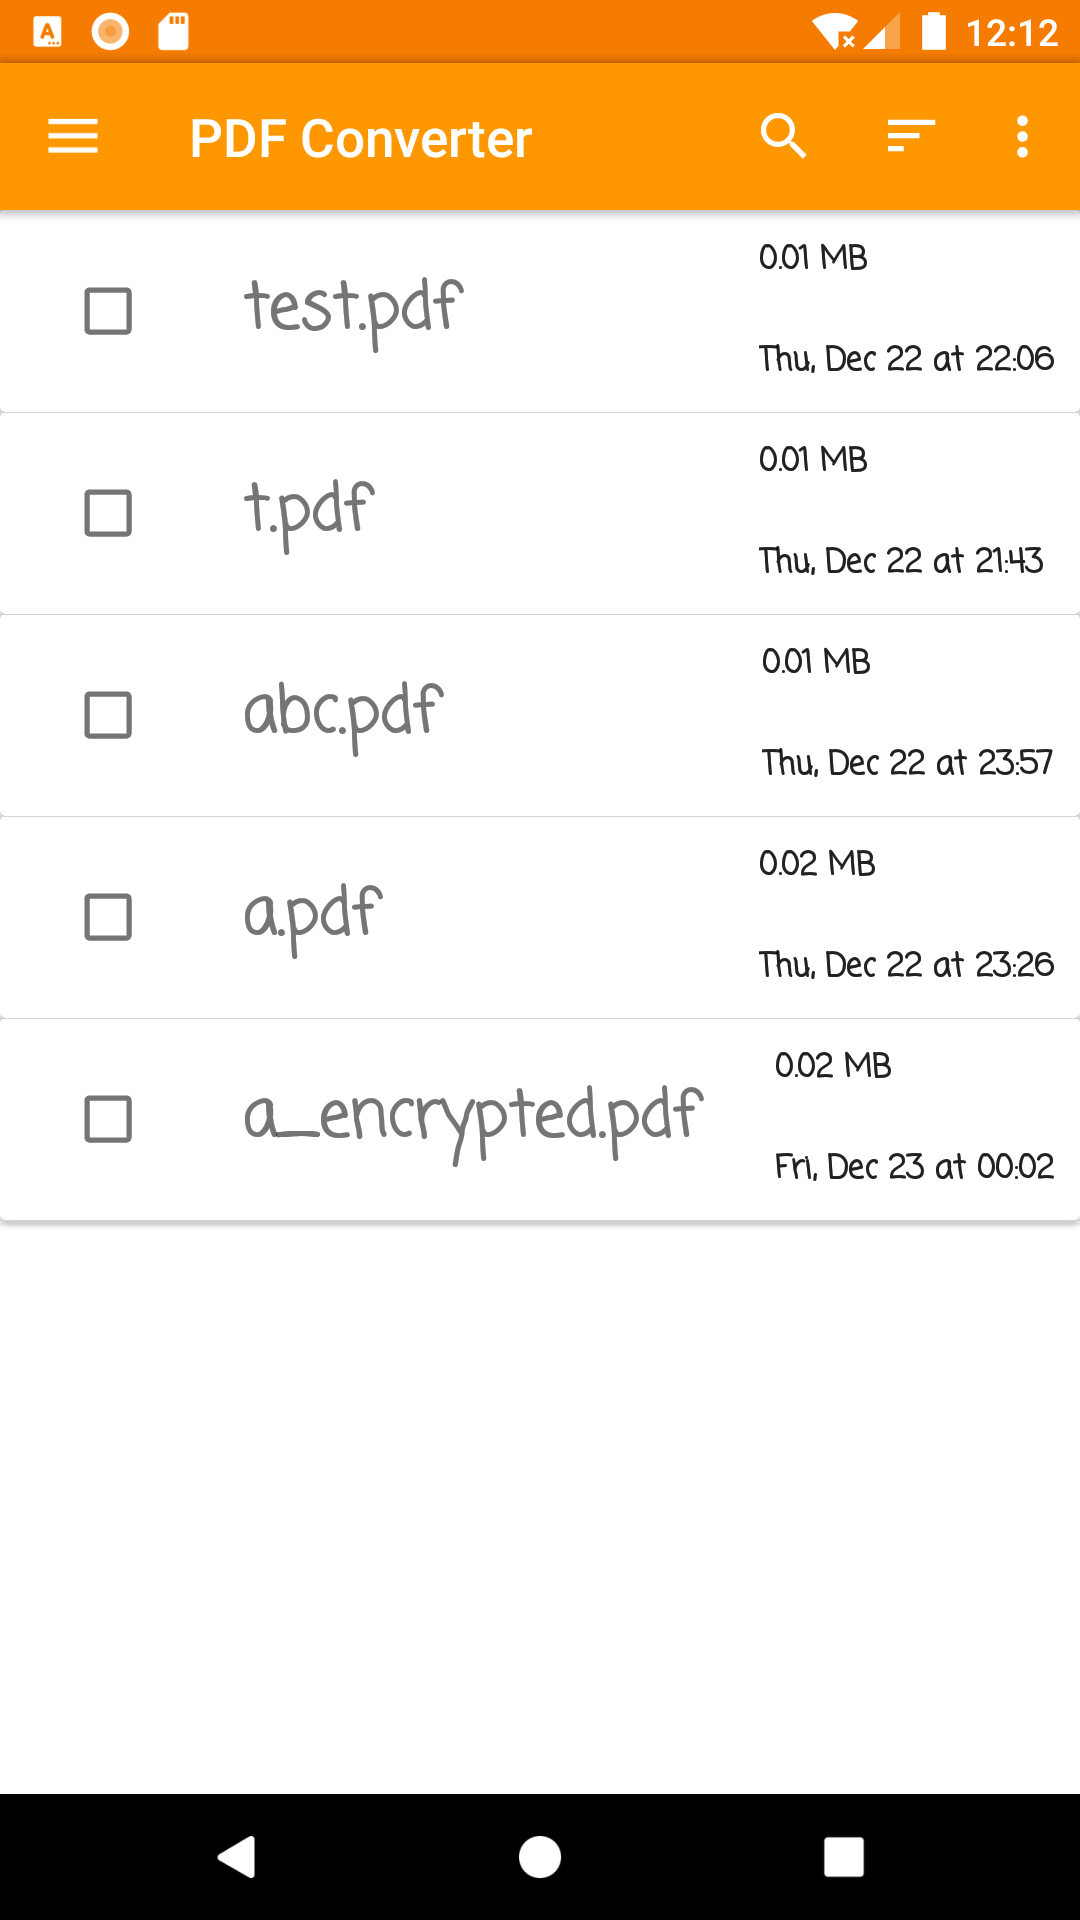 12:12
PDF Converter
test.pdf
0.01 MB
Thu, Dec 22 at 22:06
t.pdf
0.01 MB
Thu, Dec 22 at 21:43
abc.pdf
0.01 MB
Thu, Dec 22 at 23:57
a.pdf
0.02 MB
Thu, Dec 22 at 23:26
a_encrypted.pdf
0.02 MB
Fri, Dec 23 at 00:02